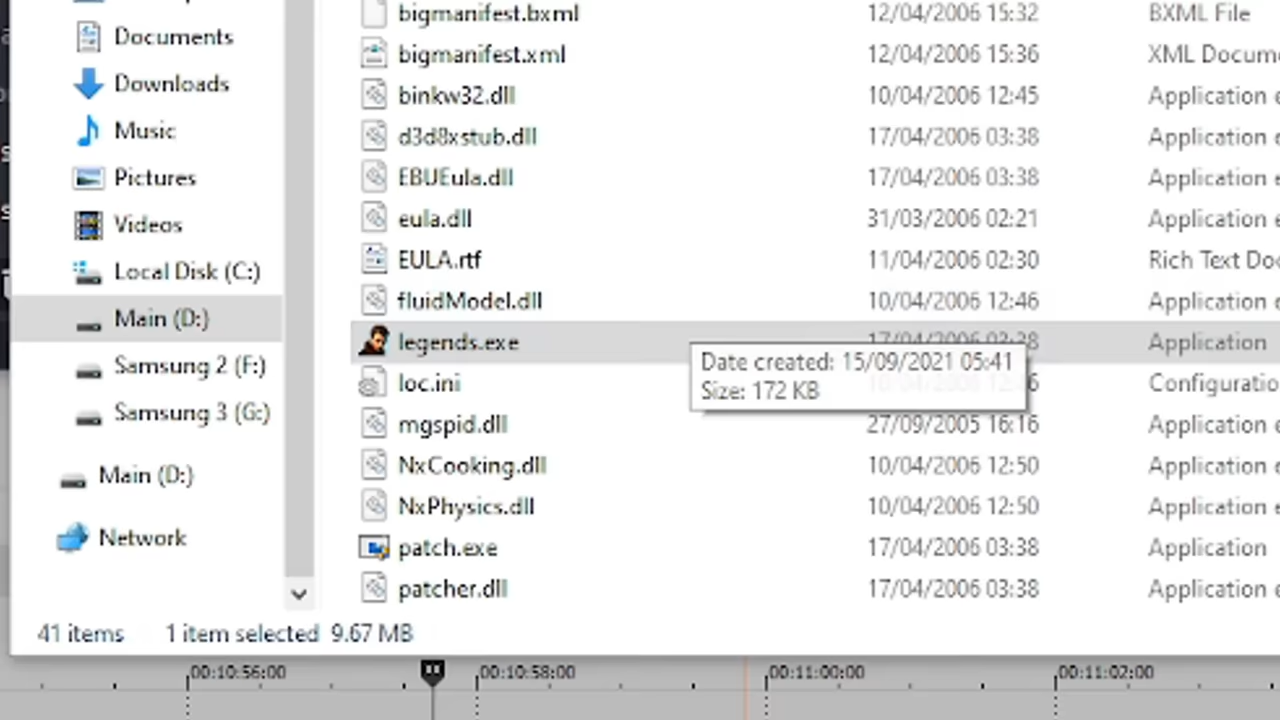 Documents
Downloads
Music
Pictures
Videos
Local Disk (C:)
Main (D:)
Samsung 2 (F:)
Samsung 3 (G:)
Main (D:)
Network
bigmanifest.bxml 12/04/2006 15:32 BXML File
bigmanifest.xml 12/04/2006 15:36 XML Docum
binkw32.dll 10/04/2006 12:45 Application e
d3d8xstub.dll 17/04/2006 03:38 Application e
EBUEula.dll 17/04/2006 03:38 Application e
eula.dll 31/03/2006 02:21 Application e
EULA.rtf 11/04/2006 02:30 Rich Text Doc
fluidModel.dll 10/04/2006 12:46 Application e
legends.exe 17/04/2006 03:38 Application
Date created: 15/09/2021 05:41
Size: 172 KB
loc.ini Configuratio
mgspid.dll 27/09/2005 16:16 Application e
NxCooking.dll 10/04/2006 12:50 Application e
NxPhysics.dll 10/04/2006 12:50 Application e
patch.exe 17/04/2006 03:38 Application
patcher.dll 17/04/2006 03:38 Application e
41 items 1 item selected 9.67 MB
00:10:56:00 00:10:58:00 00:11:00:00 00:11:02:00